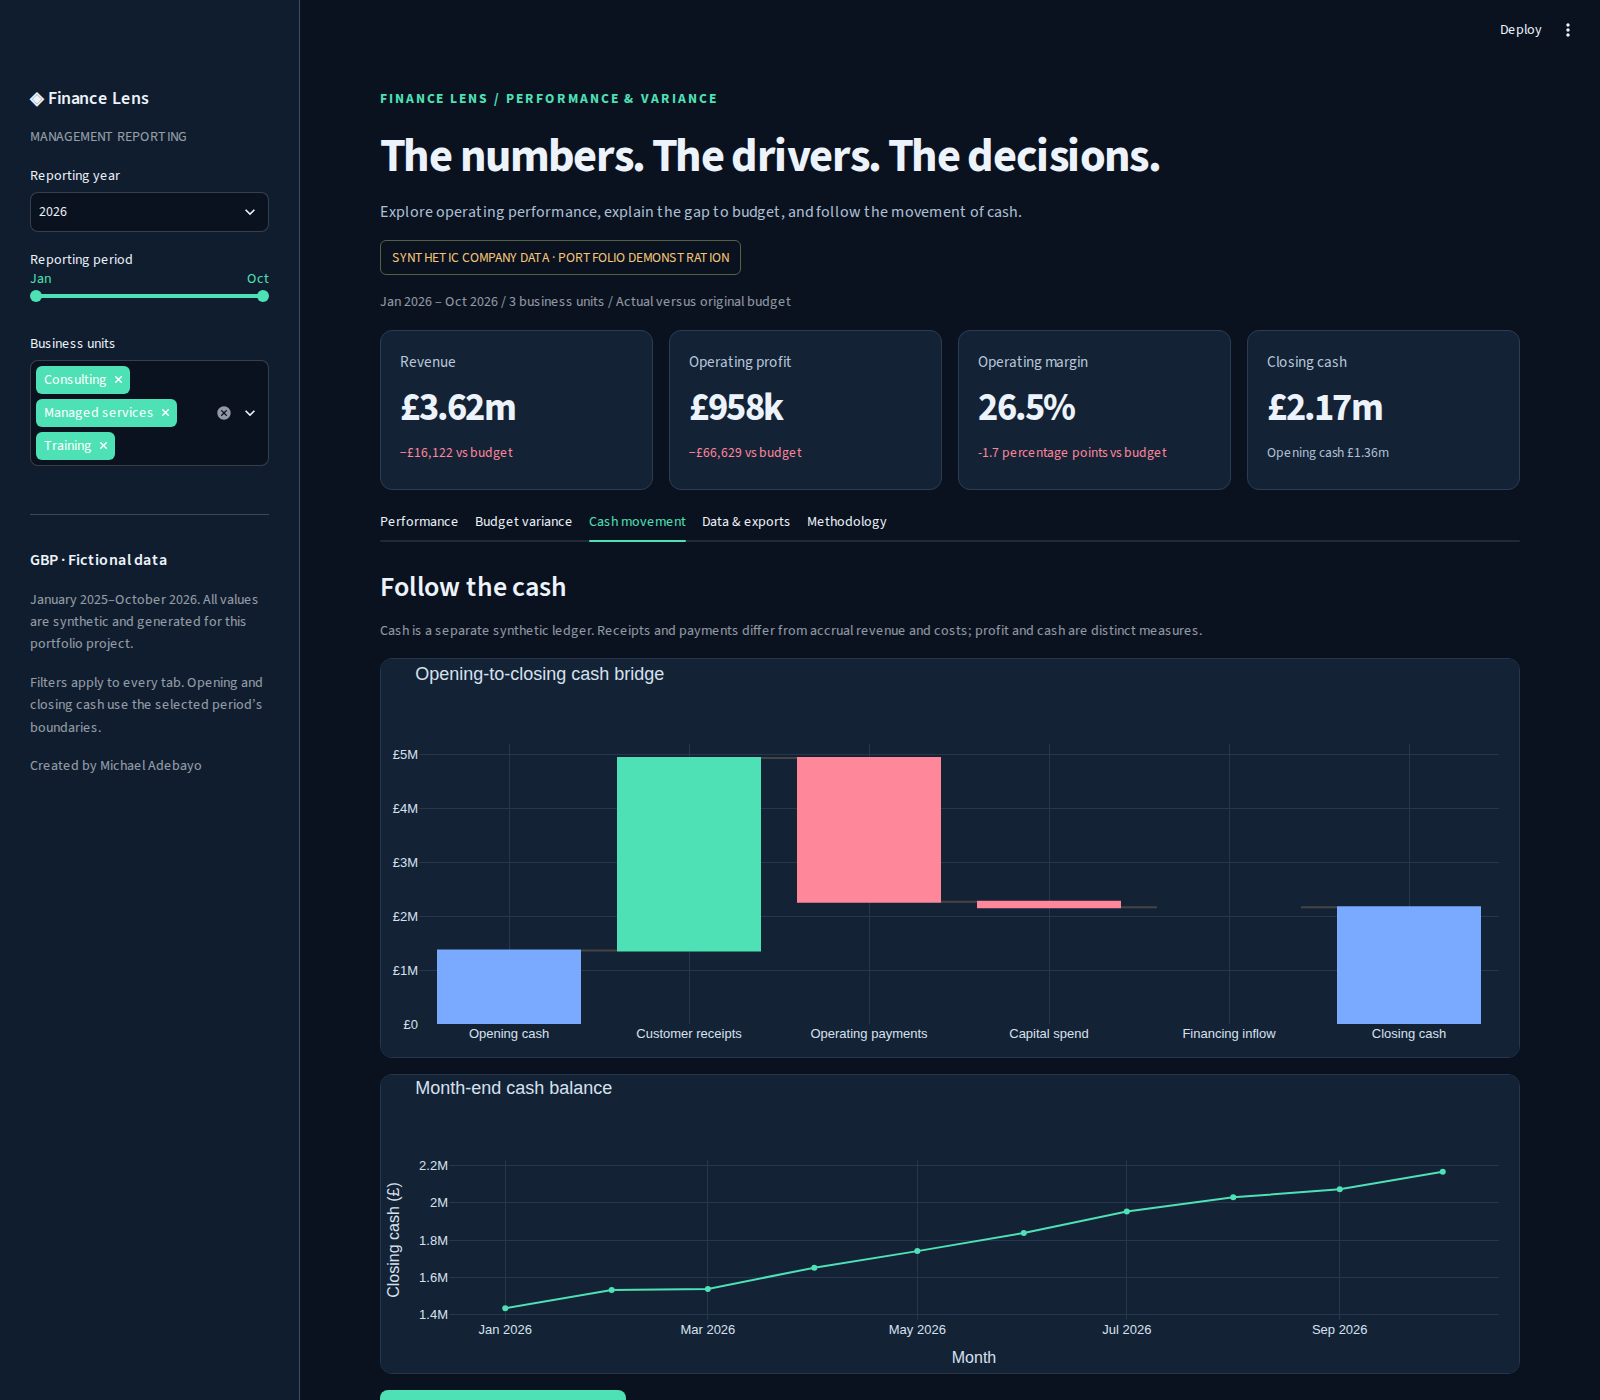 Deploy
◈ Finance Lens
MANAGEMENT REPORTING
Reporting year
2026
Reporting period
Jan Oct
Business units
Consulting ×
Managed services ×
Training ×
GBP · Fictional data
January 2025–October 2026. All values
are synthetic and generated for this
portfolio project.
Filters apply to every tab. Opening and
closing cash use the selected period's
boundaries.
Created by Michael Adebayo
FINANCE LENS / PERFORMANCE & VARIANCE
The numbers. The drivers. The decisions.
Explore operating performance, explain the gap to budget, and follow the movement of cash.
SYNTHETIC COMPANY DATA · PORTFOLIO DEMONSTRATION
Jan 2026 – Oct 2026 / 3 business units / Actual versus original budget
Revenue
£3.62m
−£16,122 vs budget
Operating profit
£958k
−£66,629 vs budget
Operating margin
26.5%
-1.7 percentage points vs budget
Closing cash
£2.17m
Opening cash £1.36m
Performance Budget variance Cash movement Data & exports Methodology
Follow the cash
Cash is a separate synthetic ledger. Receipts and payments differ from accrual revenue and costs; profit and cash are distinct measures.
Opening-to-closing cash bridge
£5M
£4M
£3M
£2M
£1M
£0
Opening cash Customer receipts Operating payments Capital spend Financing inflow Closing cash
Month-end cash balance
Closing cash (£)
2.2M
2M
1.8M
1.6M
1.4M
Jan 2026 Mar 2026 May 2026 Jul 2026 Sep 2026
Month